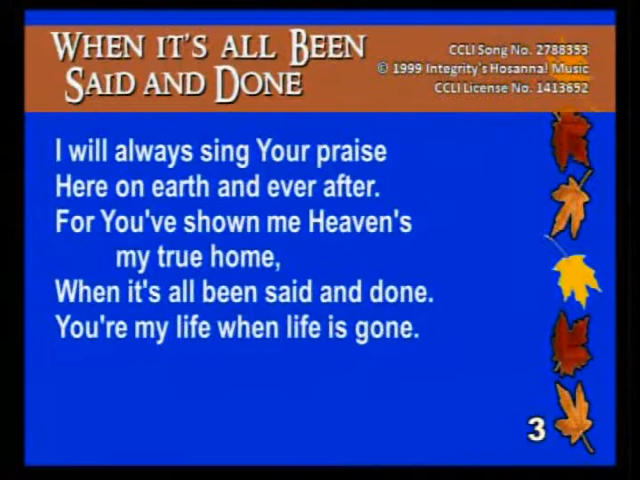 WHEN IT'S ALL BEEN
SAID AND DONE
CCLI Song No. 2788353
© 1999 Integrity's Hosanna! Music
CCLI License No. 1413652
I will always sing Your praise
Here on earth and ever after.
For You've shown me Heaven's
my true home,
When it's all been said and done.
You're my life when life is gone.
3